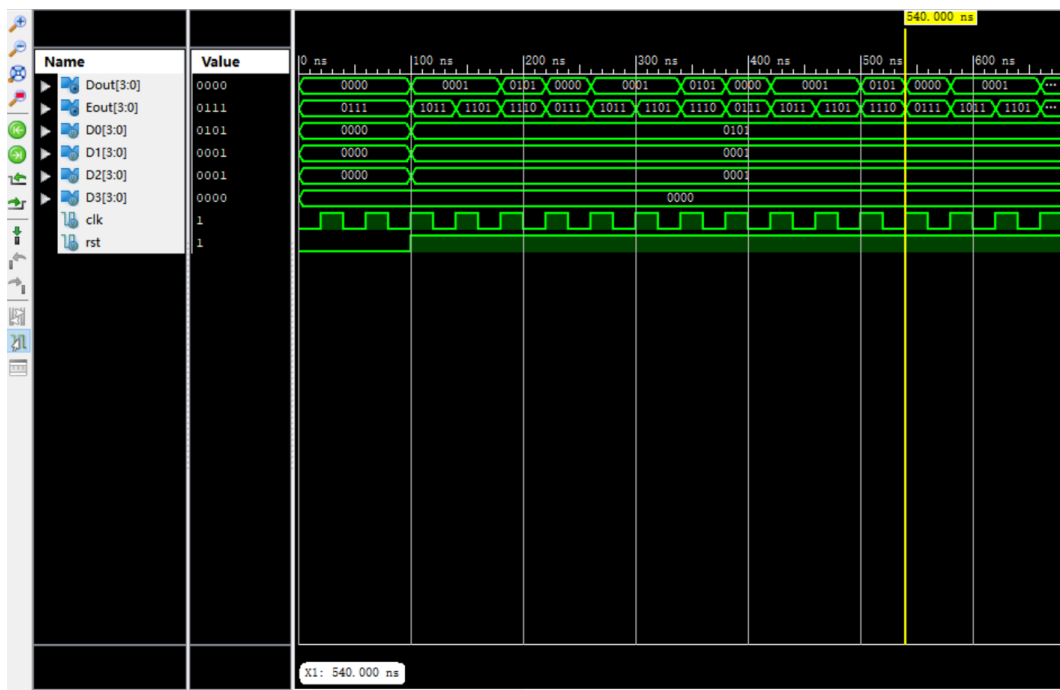 540.000 ns
Name Value
0 ns 100 ns 200 ns 300 ns 400 ns 500 ns 600 ns
Dout[3:0] 0000 0000 0001 0101 0000 0001 0101 0000 0001 0101 0000 0001 ...
Eout[3:0] 0111 0111 1011 1101 1110 0111 1011 1101 1110 0111 1011 1101 1110 0111 1011 1101 ...
D0[3:0] 0101 0000 0101
D1[3:0] 0001 0000 0001
D2[3:0] 0001 0000 0001
D3[3:0] 0000 0000
clk 1
rst 1
X1: 540.000 ns